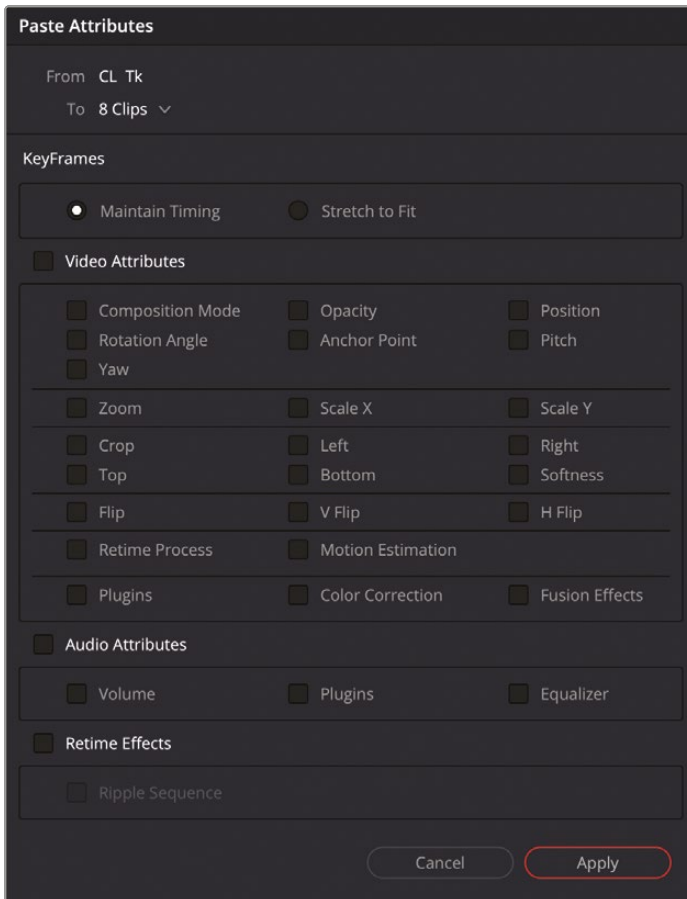 Paste Attributes
From CL Tk
To 8 Clips
KeyFrames
Maintain Timing Stretch to Fit
Video Attributes
Composition Mode Opacity Position
Rotation Angle Anchor Point Pitch
Yaw
Zoom Scale X Scale Y
Crop Left Right
Top Bottom Softness
Flip V Flip H Flip
Retime Process Motion Estimation
Plugins Color Correction Fusion Effects
Audio Attributes
Volume Plugins Equalizer
Retime Effects
Ripple Sequence
Cancel Apply